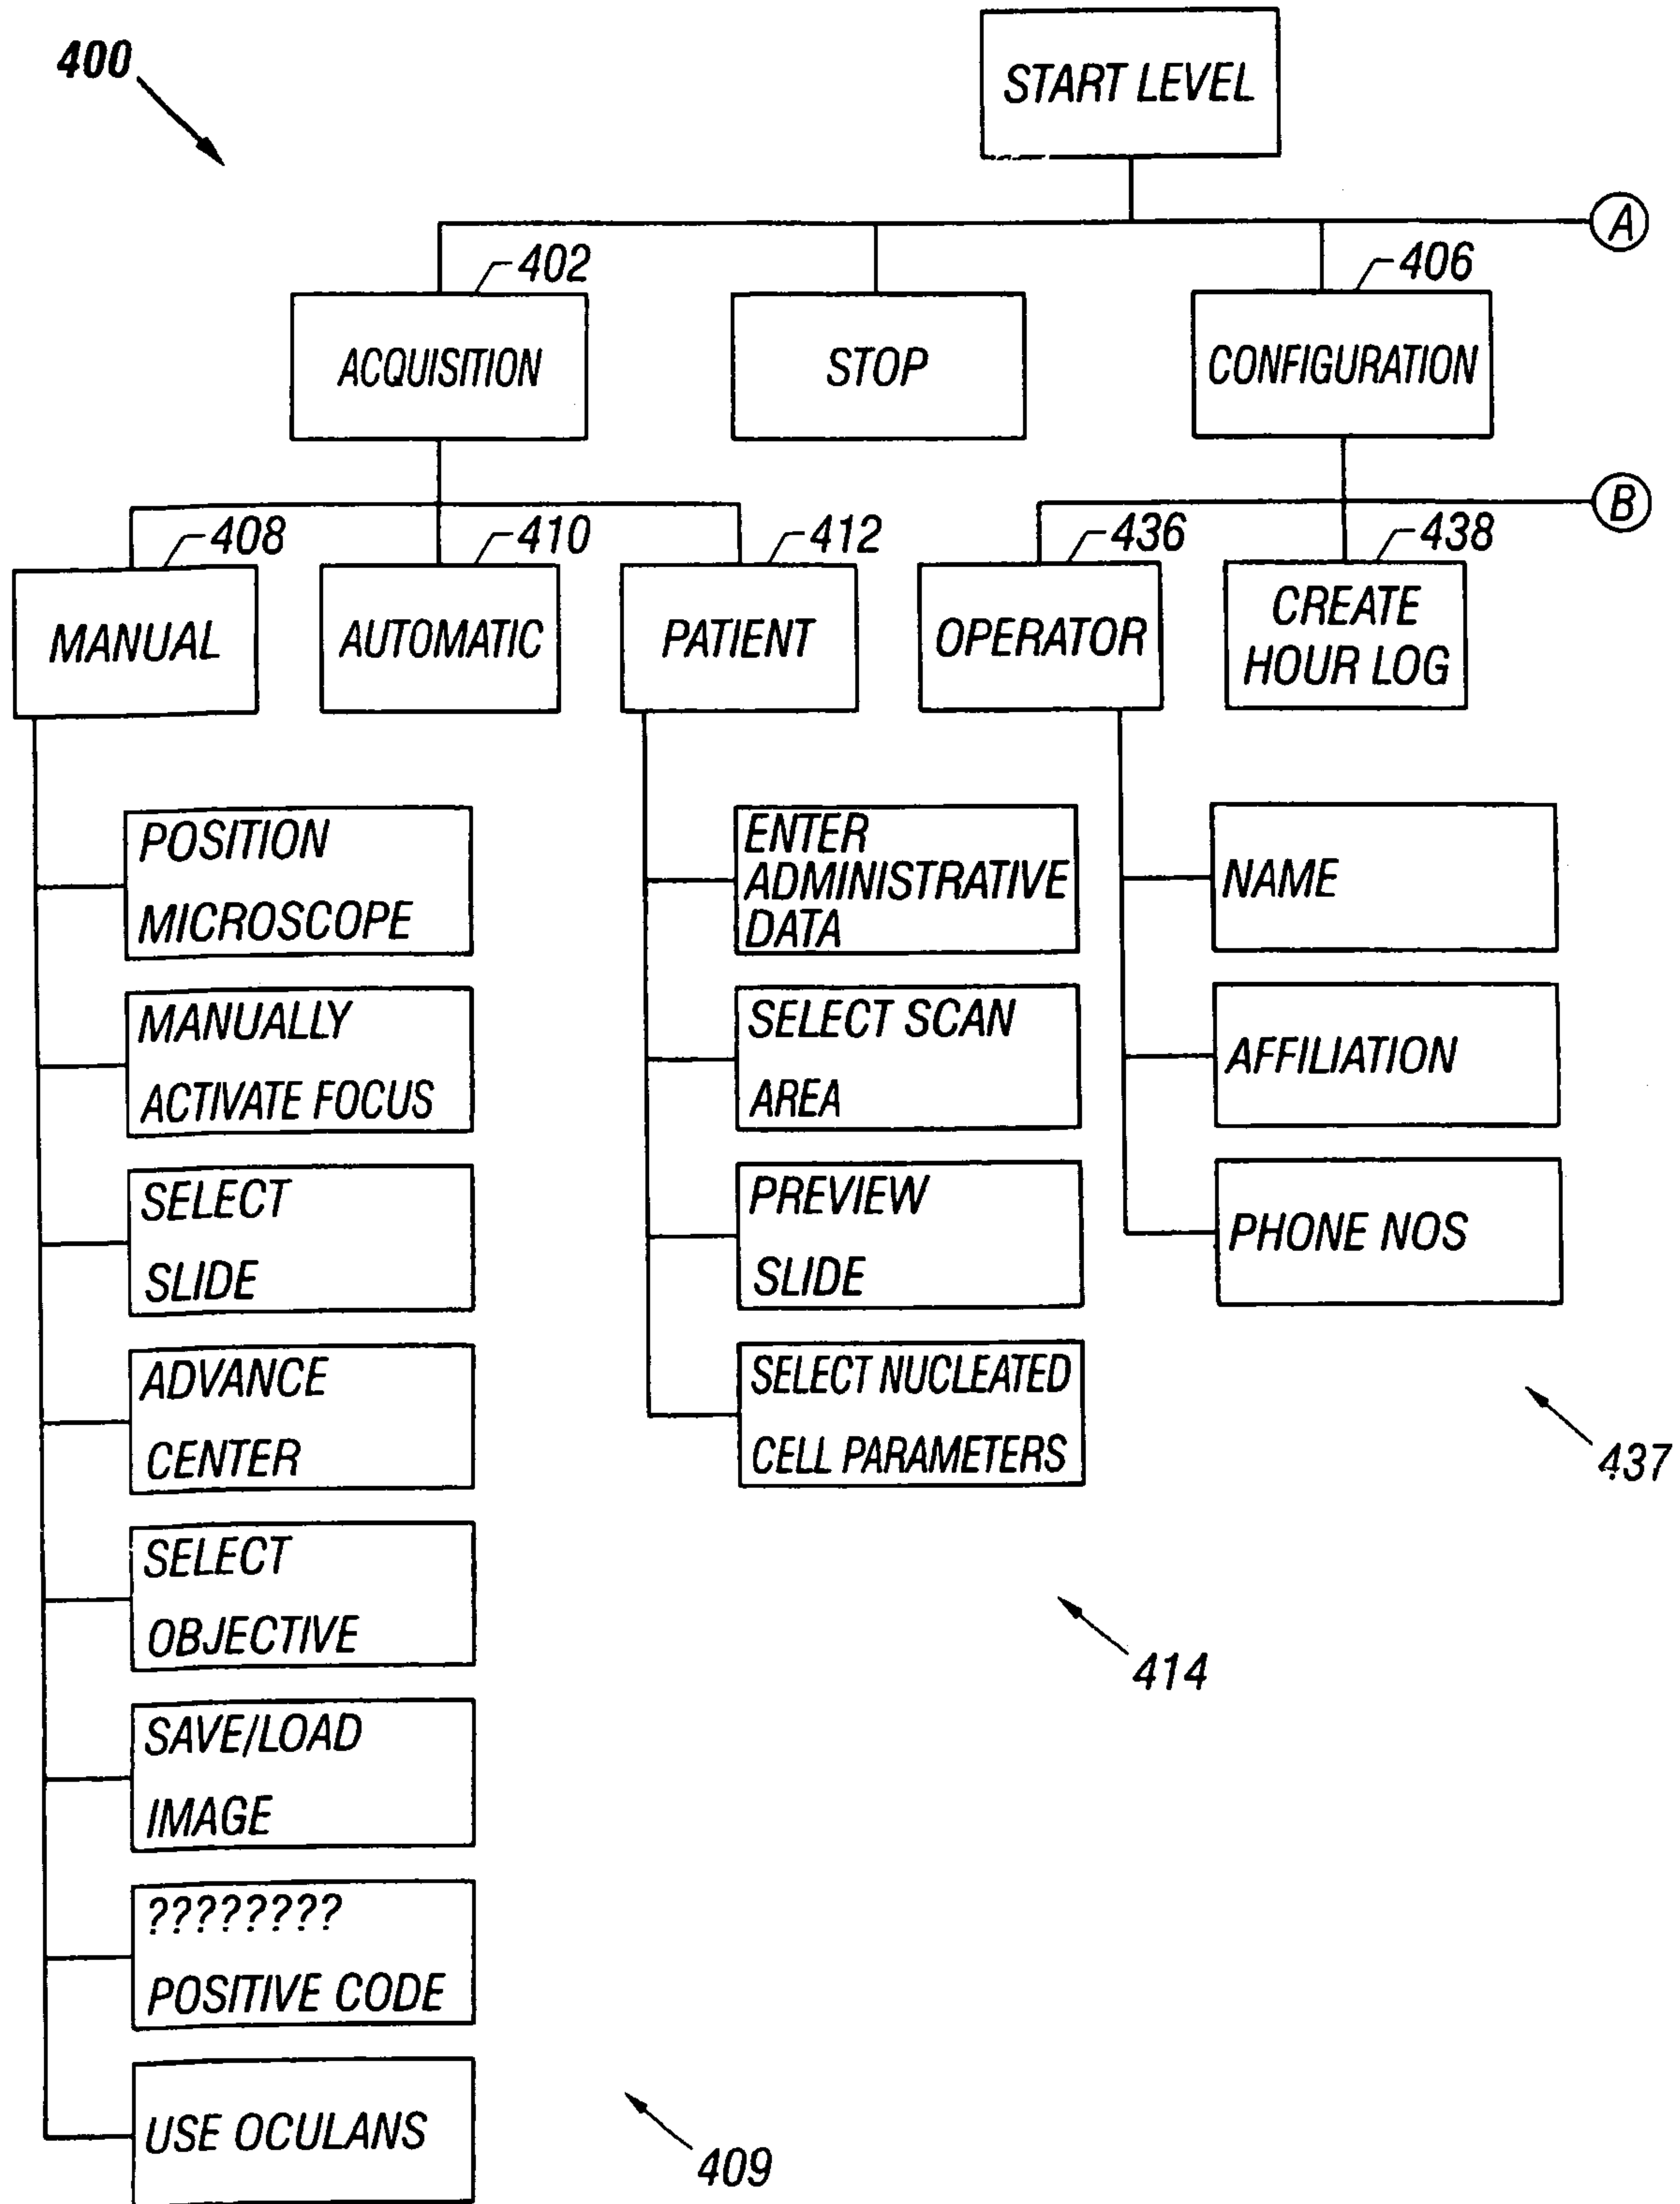 400
START LEVEL
A
402
406
ACQUISITION
STOP
CONFIGURATION
B
408
410
412
436
438
MANUAL
AUTOMATIC
PATIENT
OPERATOR
CREATE
HOUR LOG
POSITION
MICROSCOPE
MANUALLY
ACTIVATE FOCUS
SELECT
SLIDE
ADVANCE
CENTER
SELECT
OBJECTIVE
SAVE/LOAD
IMAGE
????????
POSITIVE CODE
USE OCULANS
409
ENTER
ADMINISTRATIVE
DATA
SELECT SCAN
AREA
PREVIEW
SLIDE
SELECT NUCLEATED
CELL PARAMETERS
414
NAME
AFFILIATION
PHONE NOS
437